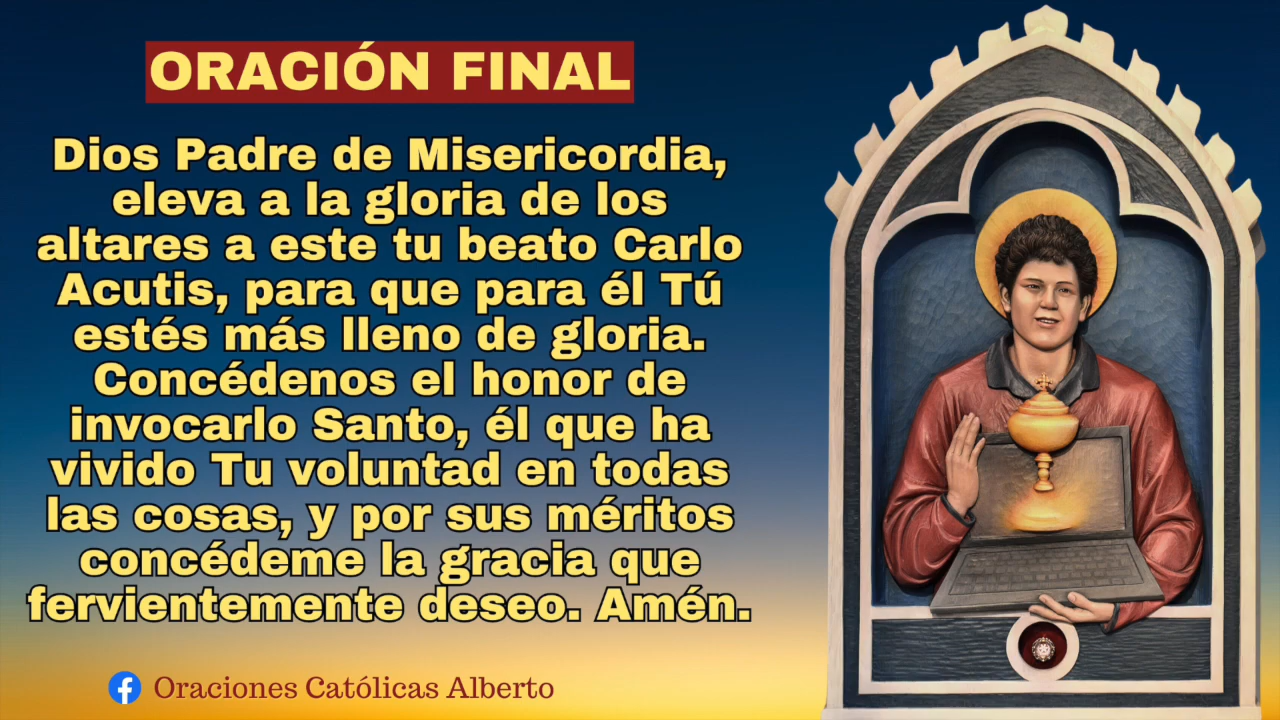 ORACIÓN FINAL
Dios Padre de Misericordia,
eleva a la gloria de los
altares a este tu beato Carlo
Acutis, para que para él Tú
estés más lleno de gloria.
Concédenos el honor de
invocarlo Santo, él que ha
vivido Tu voluntad en todas
las cosas, y por sus méritos
concédeme la gracia que
fervientemente deseo. Amén.
Oraciones Católicas Alberto